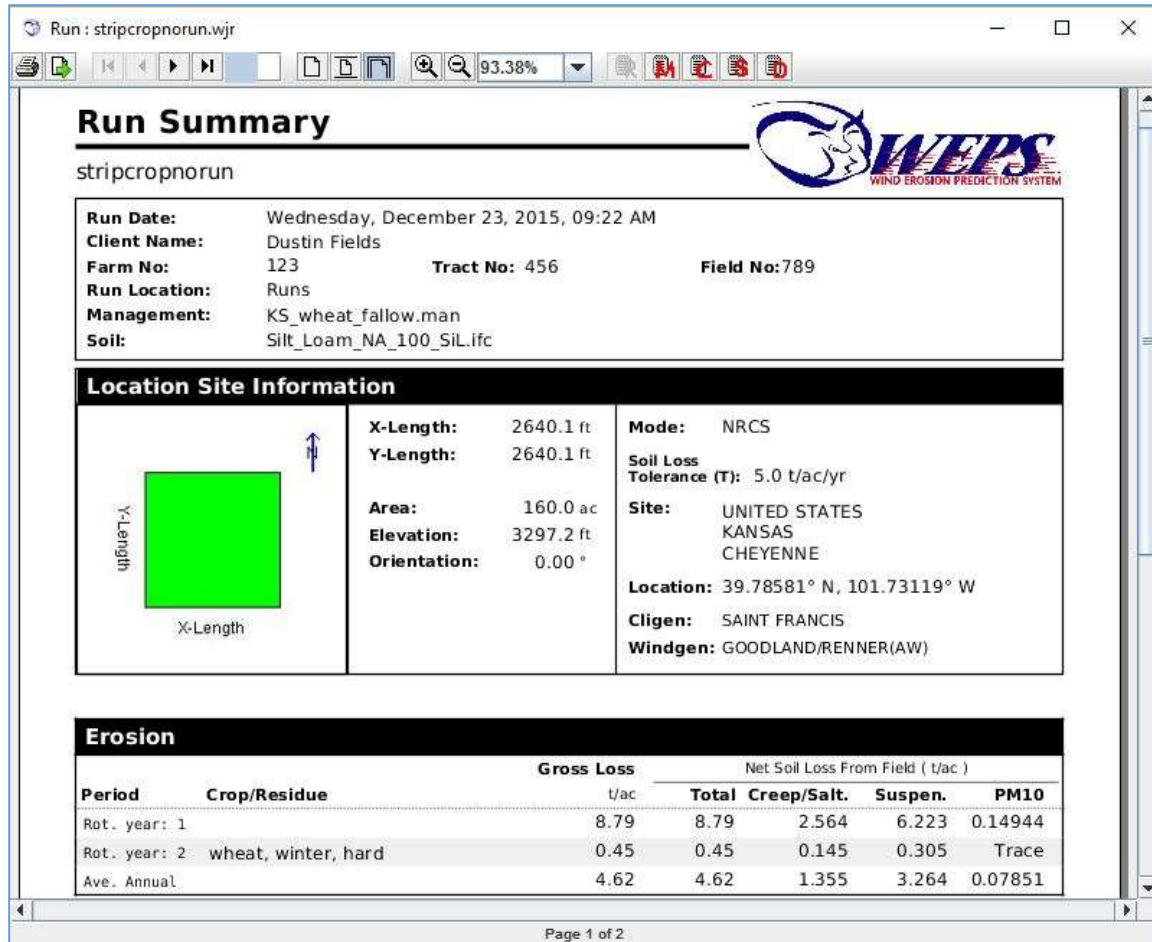 Run : stripcropnorun.wjr
93.38%
R M C S D
Run Summary
WEPS
WIND EROSION PREDICTION SYSTEM
stripcropnorun
Run Date: Wednesday, December 23, 2015, 09:22 AM
Client Name: Dustin Fields
Farm No: 123 Tract No: 456 Field No:789
Run Location: Runs
Management: KS_wheat_fallow.man
Soil: Silt_Loam_NA_100_SiL.ifc
Location Site Information
N
Y-Length
X-Length
X-Length: 2640.1 ft
Y-Length: 2640.1 ft
Area: 160.0 ac
Elevation: 3297.2 ft
Orientation: 0.00 °
Mode: NRCS
Soil Loss
Tolerance (T): 5.0 t/ac/yr
Site: UNITED STATES
KANSAS
CHEYENNE
Location: 39.78581° N, 101.73119° W
Cligen: SAINT FRANCIS
Windgen: GOODLAND/RENNER(AW)
Erosion
Gross Loss Net Soil Loss From Field ( t/ac )
Period Crop/Residue t/ac Total Creep/Salt. Suspen. PM10
Rot. year: 1 8.79 8.79 2.564 6.223 0.14944
Rot. year: 2 wheat, winter, hard 0.45 0.45 0.145 0.305 Trace
Ave. Annual 4.62 4.62 1.355 3.264 0.07851
Page 1 of 2